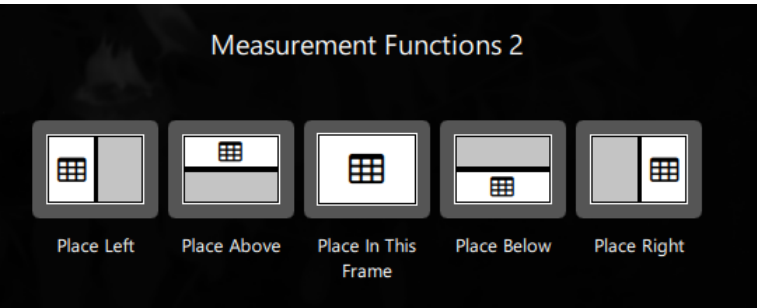 Measurement Functions 2
Place Left
Place Above
Place In This
Frame
Place Below
Place Right